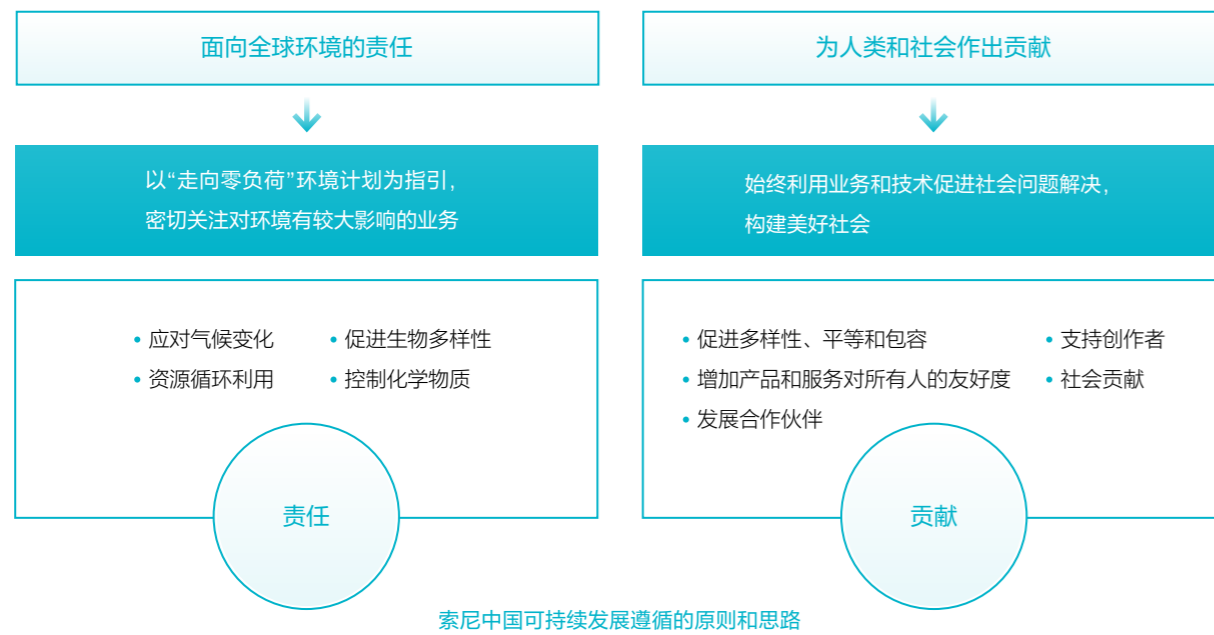 面向全球环境的责任
以“走向零负荷”环境计划为指引，
密切关注对环境有较大影响的业务
• 应对气候变化 • 促进生物多样性
• 资源循环利用 • 控制化学物质
责任
为人类和社会作出贡献
始终利用业务和技术促进社会问题解决，
构建美好社会
• 促进多样性、平等和包容 • 支持创作者
• 增加产品和服务对所有人的友好度 • 社会贡献
• 发展合作伙伴
贡献
索尼中国可持续发展遵循的原则和思路